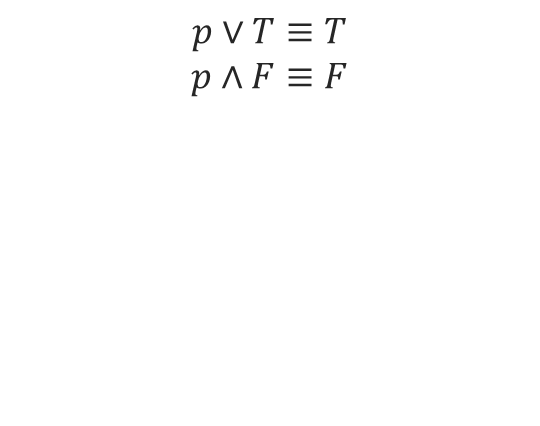 p ∨ T ≡ T
p ∧ F ≡ F